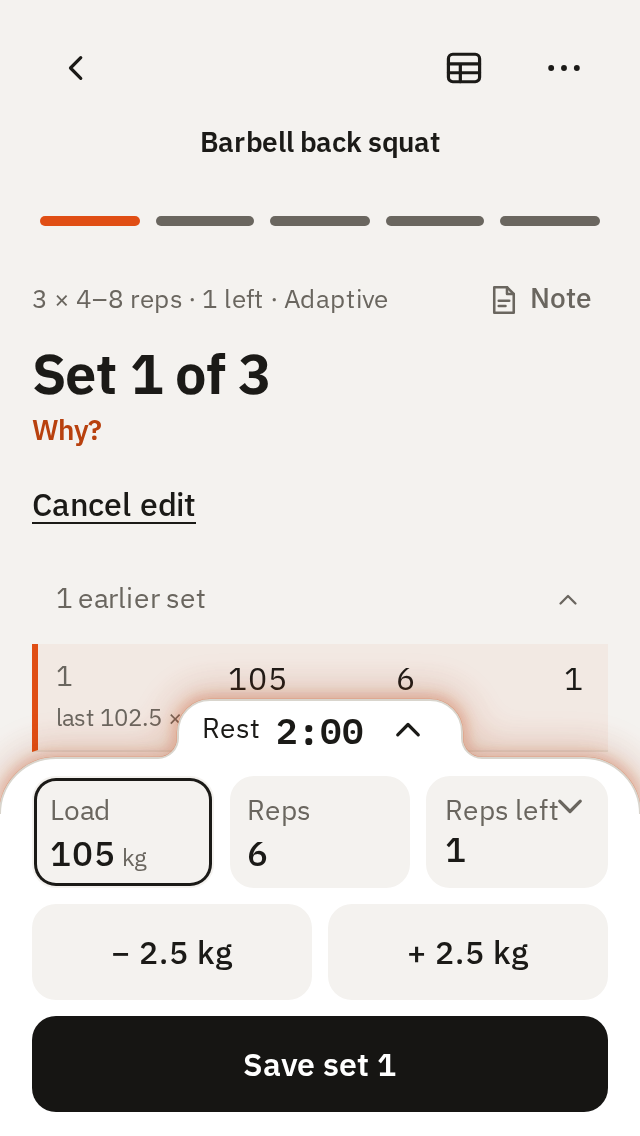 Barbell back squat
3 × 4–8 reps · 1 left · Adaptive
Note
Set 1 of 3
Why?
Cancel edit
1 earlier set
1 105 6 1
last 102.5 ×
Rest 2:00
Load
105 kg
Reps
6
Reps left
1
− 2.5 kg
+ 2.5 kg
Save set 1